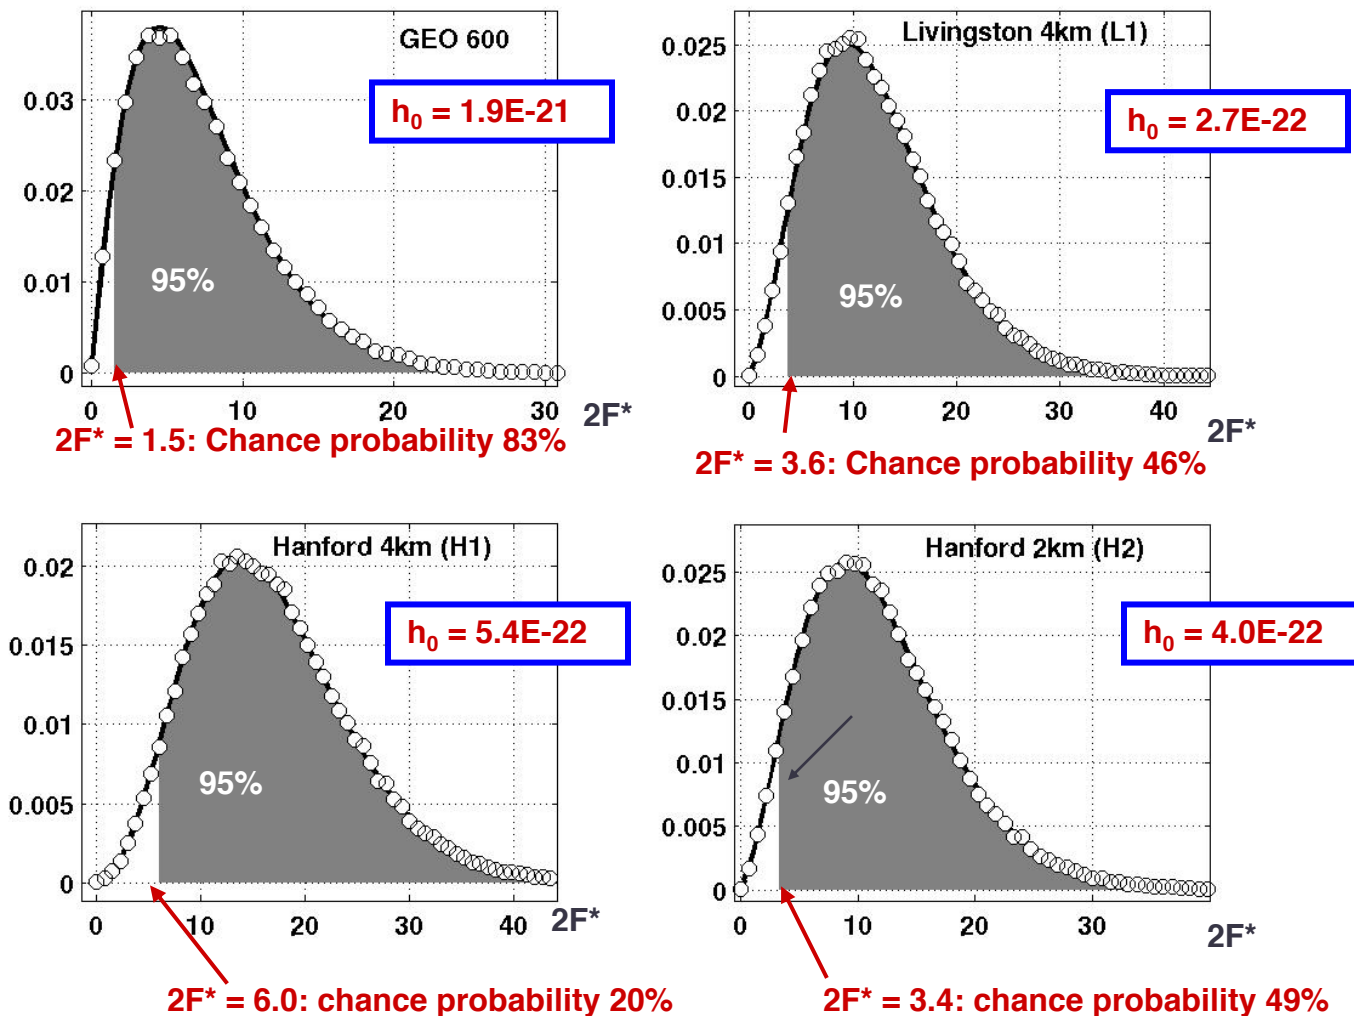 GEO 600
h0 = 1.9E-21
0.03
0.02
0.01
0
95%
0 10 20 30
2F*
2F* = 1.5: Chance probability 83%
Livingston 4km (L1)
h0 = 2.7E-22
0.025
0.02
0.015
0.01
0.005
0
95%
0 10 20 30 40
2F*
2F* = 3.6: Chance probability 46%
Hanford 4km (H1)
h0 = 5.4E-22
0.02
0.015
0.01
0.005
0
95%
0 10 20 30 40
2F*
2F* = 6.0: chance probability 20%
Hanford 2km (H2)
h0 = 4.0E-22
0.025
0.02
0.015
0.01
0.005
0
95%
0 10 20 30
2F*
2F* = 3.4: chance probability 49%